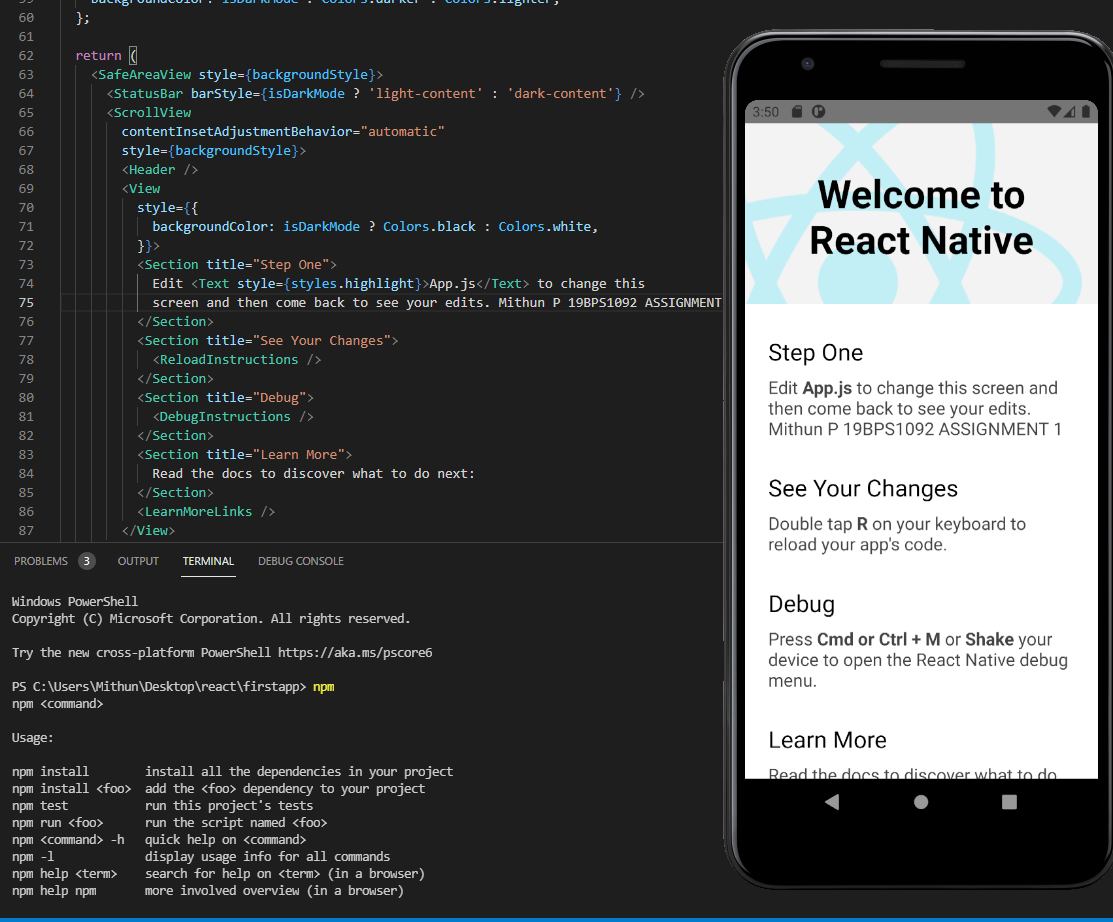 59 backgroundColor: isDarkMode ? Colors.darker : Colors.lighter,
60 };
61
62 return (
63 <SafeAreaView style={backgroundStyle}>
64 <StatusBar barStyle={isDarkMode ? 'light-content' : 'dark-content'} />
65 <ScrollView
66 contentInsetAdjustmentBehavior="automatic"
67 style={backgroundStyle}>
68 <Header />
69 <View
70 style={{
71 backgroundColor: isDarkMode ? Colors.black : Colors.white,
72 }}>
73 <Section title="Step One">
74 Edit <Text style={styles.highlight}>App.js</Text> to change this
75 screen and then come back to see your edits. Mithun P 19BPS1092 ASSIGNMENT
76 </Section>
77 <Section title="See Your Changes">
78 <ReloadInstructions />
79 </Section>
80 <Section title="Debug">
81 <DebugInstructions />
82 </Section>
83 <Section title="Learn More">
84 Read the docs to discover what to do next:
85 </Section>
86 <LearnMoreLinks />
87 </View>
PROBLEMS 3 OUTPUT TERMINAL DEBUG CONSOLE
Windows PowerShell
Copyright (C) Microsoft Corporation. All rights reserved.
Try the new cross-platform PowerShell https://aka.ms/pscore6
PS C:\Users\Mithun\Desktop\react\firstapp> npm
npm <command>
Usage:
npm install install all the dependencies in your project
npm install <foo> add the <foo> dependency to your project
npm test run this project's tests
npm run <foo> run the script named <foo>
npm <command> -h quick help on <command>
npm -l display usage info for all commands
npm help <term> search for help on <term> (in a browser)
npm help npm more involved overview (in a browser)
3:50
Welcome to
React Native
Step One
Edit App.js to change this screen and
then come back to see your edits.
Mithun P 19BPS1092 ASSIGNMENT 1
See Your Changes
Double tap R on your keyboard to
reload your app's code.
Debug
Press Cmd or Ctrl + M or Shake your
device to open the React Native debug
menu.
Learn More
Read the docs to discover what to do